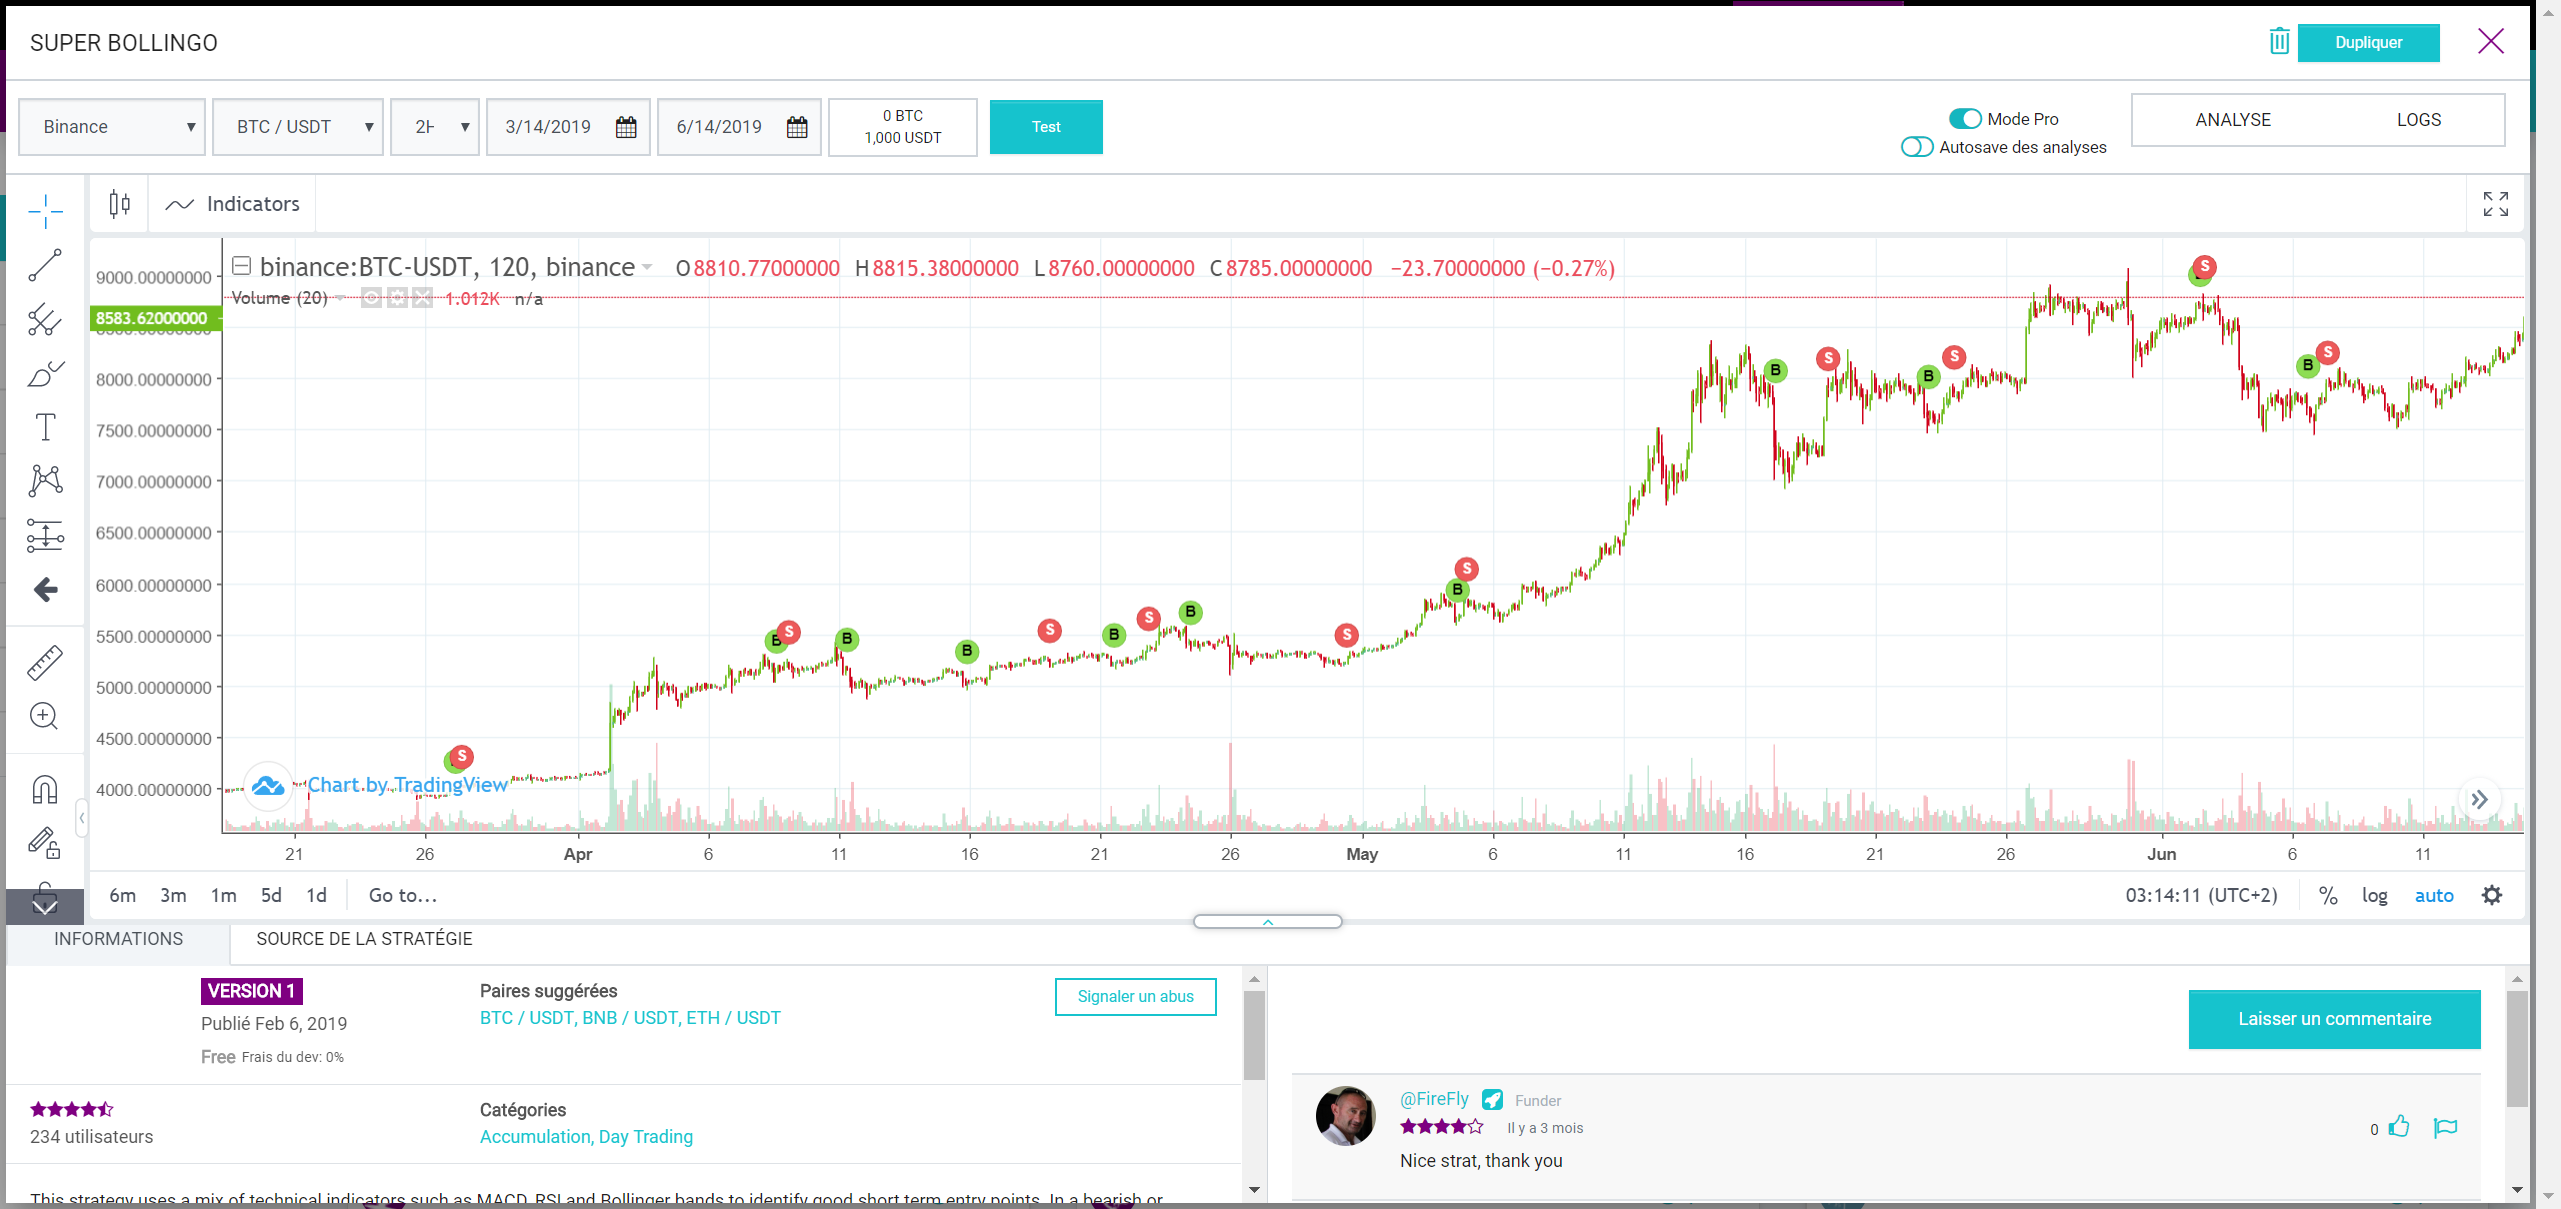 SUPER BOLLINGO
Dupliquer
Binance
BTC / USDT
2H
3/14/2019
6/14/2019
0 BTC
1,000 USDT
Test
Mode Pro
Autosave des analyses
ANALYSE
LOGS
Indicators
binance:BTC-USDT, 120, binance
O 8810.77000000 H 8815.38000000 L 8760.00000000 C 8785.00000000 −23.70000000 (−0.27%)
Volume (20) 1.012K n/a
9000.00000000
8583.62000000
8500.00000000
8000.00000000
7500.00000000
7000.00000000
6500.00000000
6000.00000000
5500.00000000
5000.00000000
4500.00000000
4000.00000000
S
B S
B
B
S
B
S
B
S
B S
B
S
B
S
S
B S
Chart by TradingView
21 26 Apr 6 11 16 21 26 May 6 11 16 21 26 Jun 6 11
6m 3m 1m 5d 1d Go to...
03:14:11 (UTC+2) % log auto
INFORMATIONS
SOURCE DE LA STRATÉGIE
VERSION 1
Publié Feb 6, 2019
Free Frais du dev: 0%
Paires suggérées
BTC / USDT, BNB / USDT, ETH / USDT
Signaler un abus
234 utilisateurs
Catégories
Accumulation, Day Trading
This strategy uses a mix of technical indicators such as MACD, RSI and Bollinger bands to identify good short term entry points. In a bearish or
Laisser un commentaire
@FireFly Funder
Il y a 3 mois
Nice strat, thank you
0